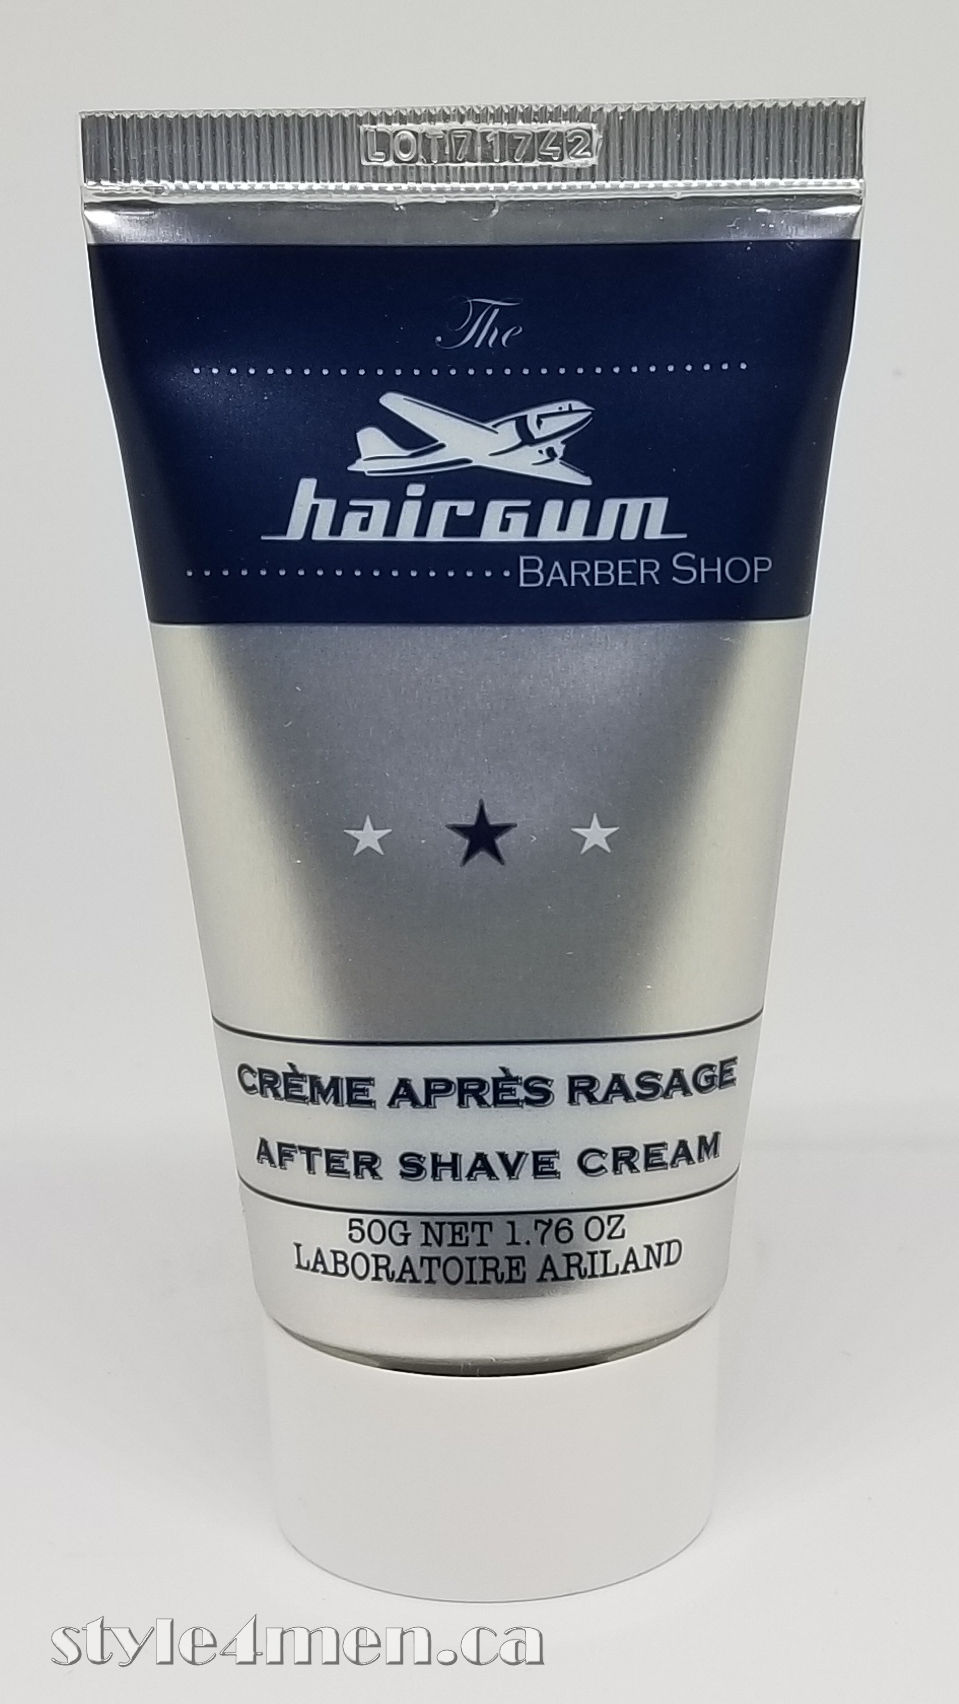 LOT71742
The
hairgum
BARBER SHOP
CRÈME APRÈS RASAGE
AFTER SHAVE CREAM
50G NET 1.76 OZ
LABORATOIRE ARILAND
style4men.ca